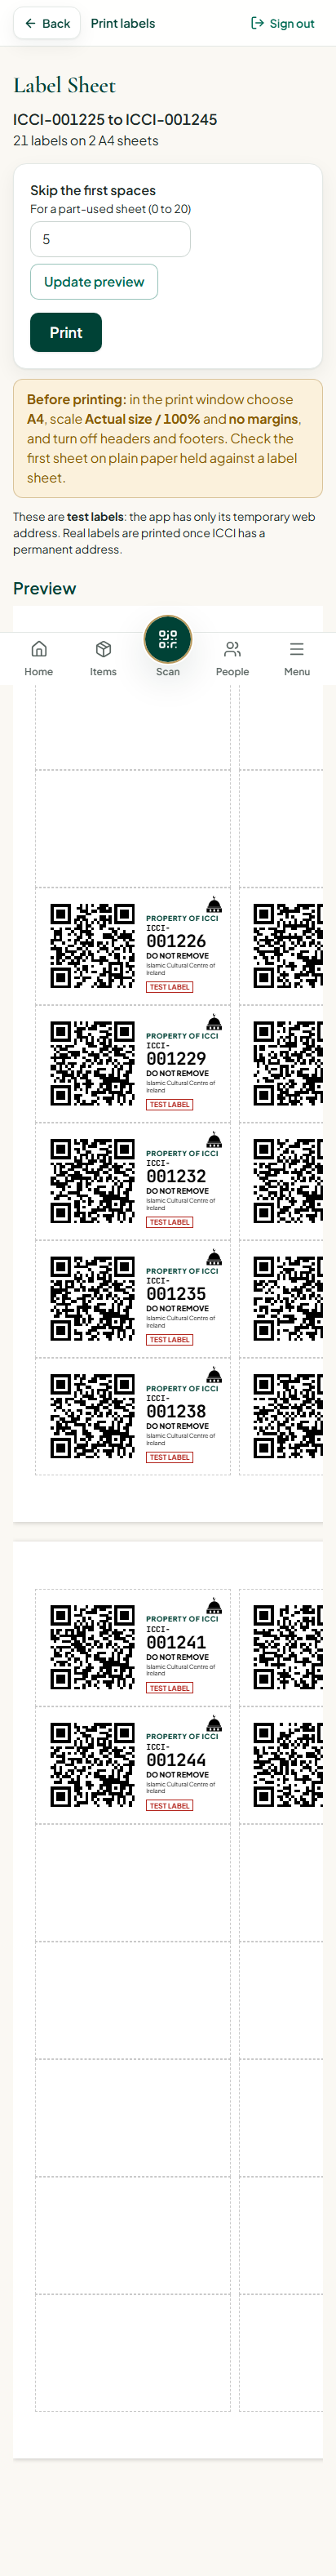 Back
Print labels
Sign out
Label Sheet
ICCI-001225 to ICCI-001245
21 labels on 2 A4 sheets
Skip the first spaces
For a part-used sheet (0 to 20)
5
Update preview
Print
Before printing: in the print window choose
A4, scale Actual size / 100% and no margins,
and turn off headers and footers. Check the
first sheet on plain paper held against a label
sheet.
These are test labels: the app has only its temporary web
address. Real labels are printed once ICCI has a
permanent address.
Preview
Home
Items
Scan
People
Menu
PROPERTY OF ICCI
ICCI-
001226
DO NOT REMOVE
Islamic Cultural Centre of
Ireland
TEST LABEL
PROPERTY OF ICCI
ICCI-
001229
DO NOT REMOVE
Islamic Cultural Centre of
Ireland
TEST LABEL
PROPERTY OF ICCI
ICCI-
001232
DO NOT REMOVE
Islamic Cultural Centre of
Ireland
TEST LABEL
PROPERTY OF ICCI
ICCI-
001235
DO NOT REMOVE
Islamic Cultural Centre of
Ireland
TEST LABEL
PROPERTY OF ICCI
ICCI-
001238
DO NOT REMOVE
Islamic Cultural Centre of
Ireland
TEST LABEL
PROPERTY OF ICCI
ICCI-
001241
DO NOT REMOVE
Islamic Cultural Centre of
Ireland
TEST LABEL
PROPERTY OF ICCI
ICCI-
001244
DO NOT REMOVE
Islamic Cultural Centre of
Ireland
TEST LABEL